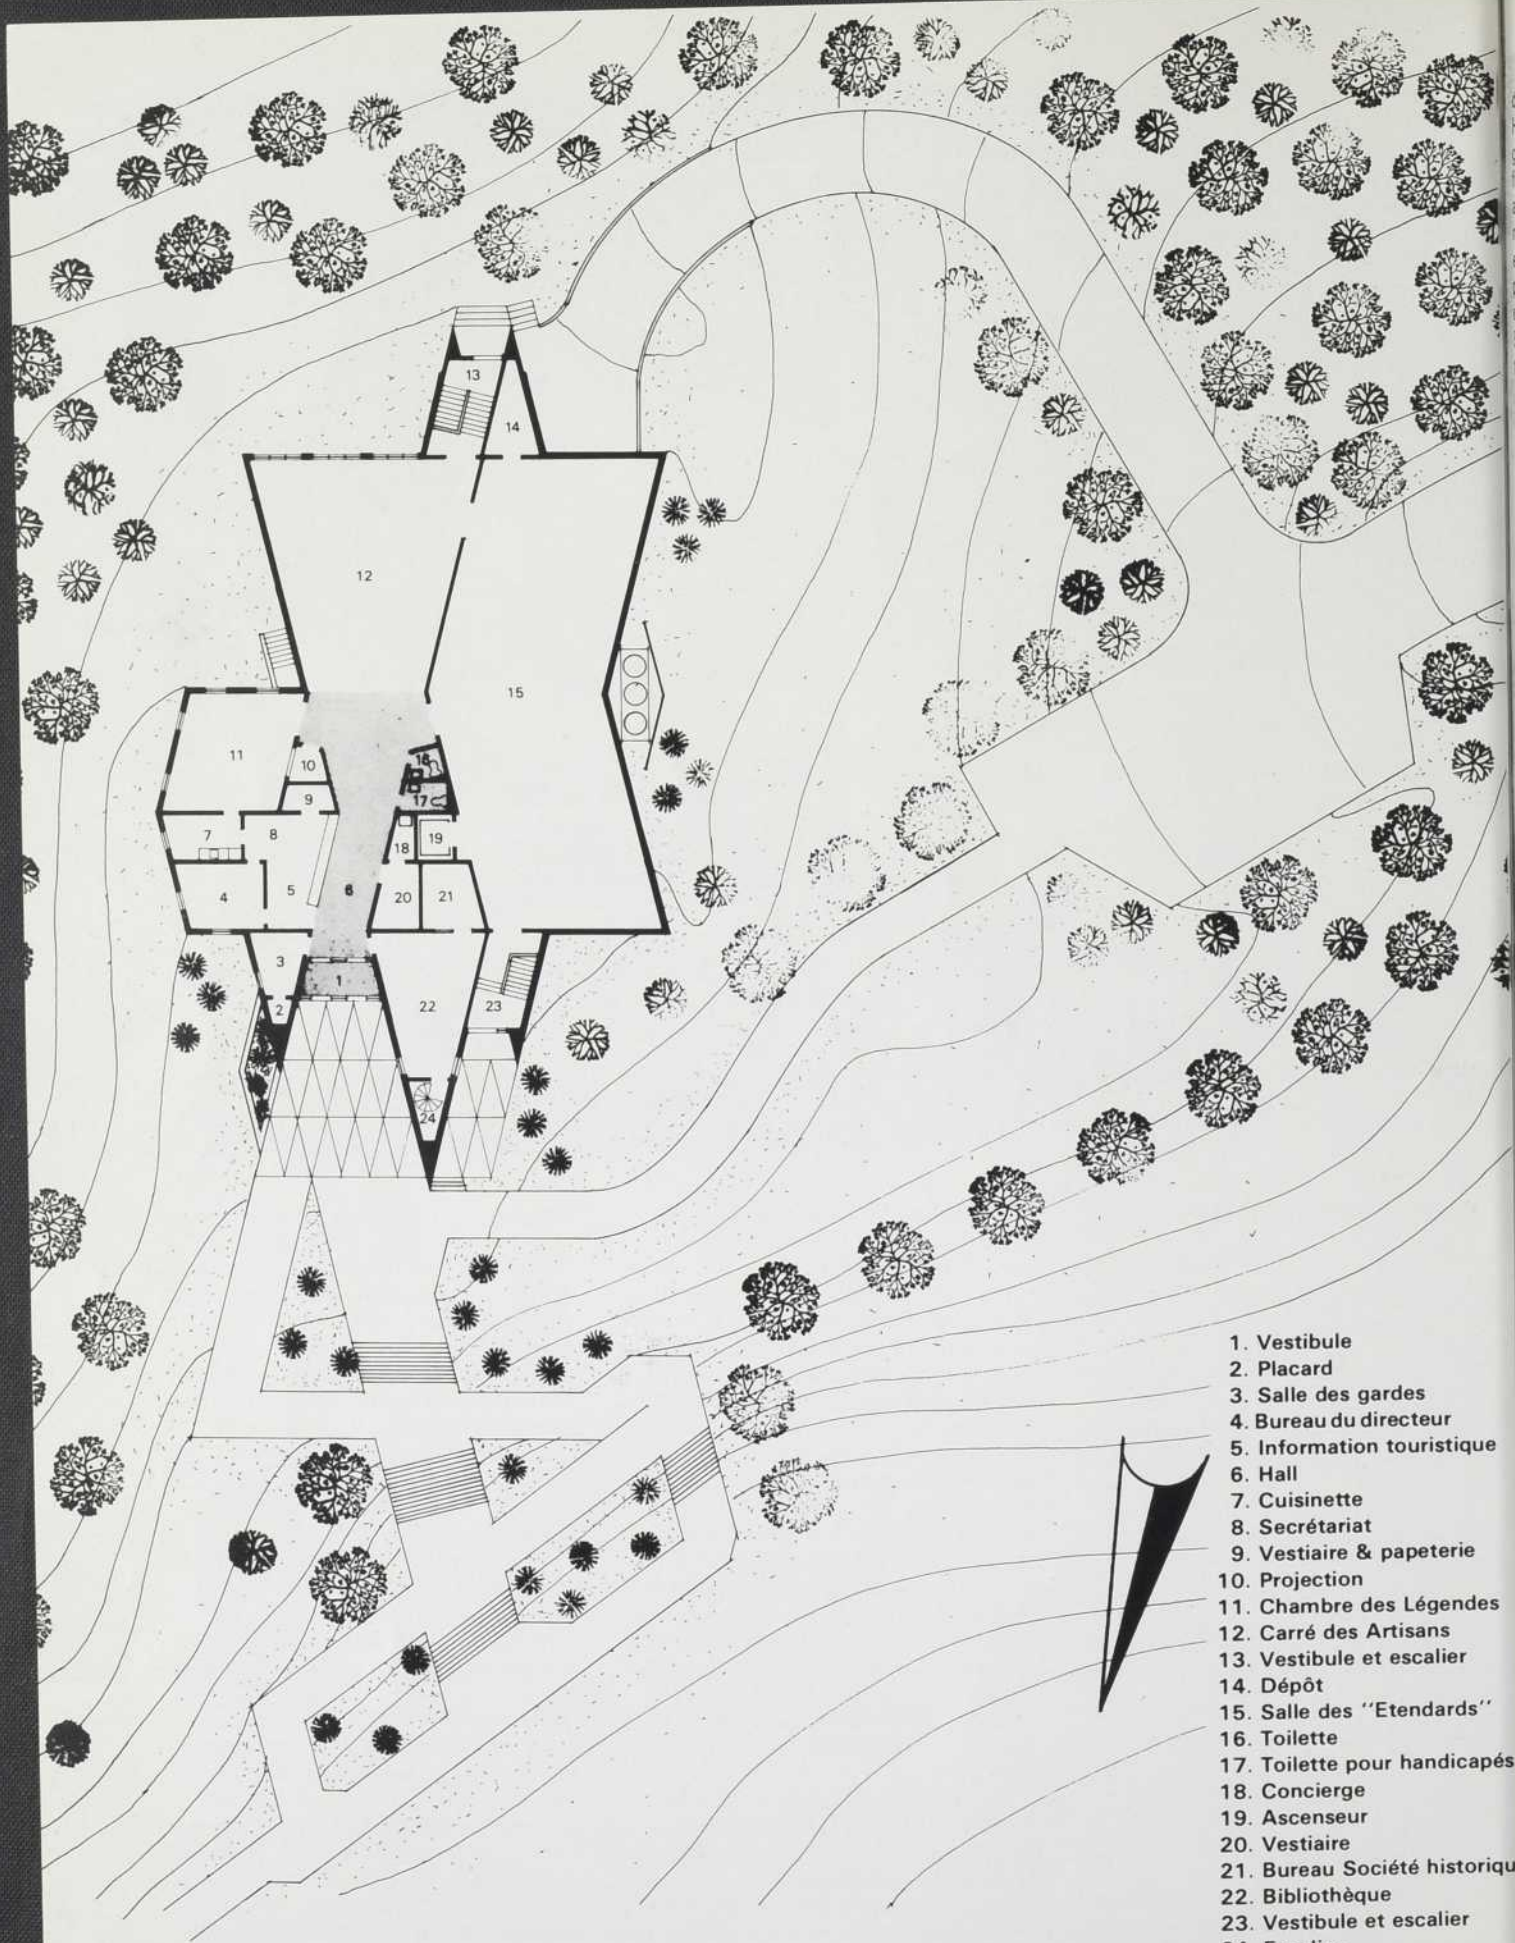 13
14
12
15
11
10
16
9
17
7
8
18
19
4
5
6
20
21
3
1
2
22
23
24
1. Vestibule
2. Placard
3. Salle des gardes
4. Bureau du directeur
5. Information touristique
6. Hall
7. Cuisinette
8. Secrétariat
9. Vestiaire & papeterie
10. Projection
11. Chambre des Légendes
12. Carré des Artisans
13. Vestibule et escalier
14. Dépôt
15. Salle des "Etendards"
16. Toilette
17. Toilette pour handicapés
18. Concierge
19. Ascenseur
20. Vestiaire
21. Bureau Société historiqu
22. Bibliothèque
23. Vestibule et escalier